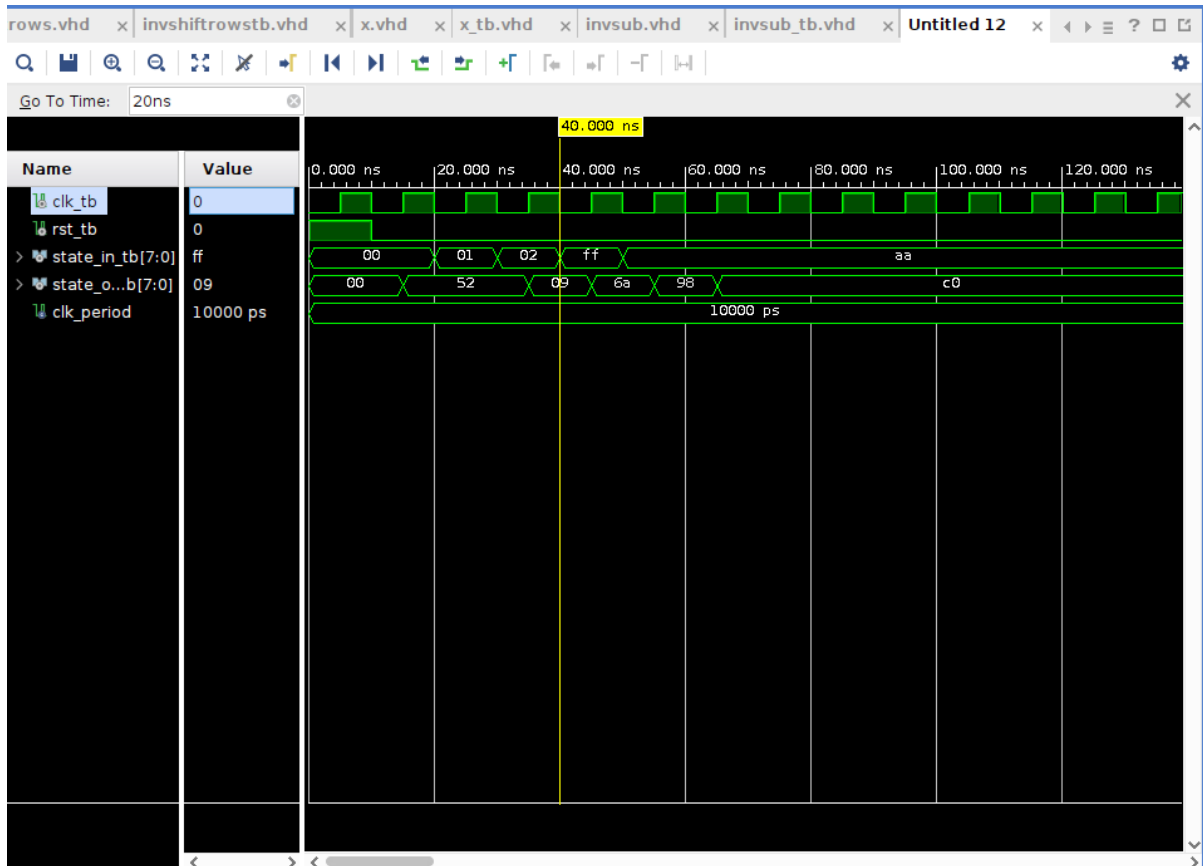 rows.vhd invshiftrowstb.vhd x.vhd x_tb.vhd invsub.vhd invsub_tb.vhd Untitled 12
Go To Time: 20ns
40.000 ns
Name Value 0.000 ns 20.000 ns 40.000 ns 60.000 ns 80.000 ns 100.000 ns 120.000 ns
clk_tb 0
rst_tb 0
state_in_tb[7:0] ff 00 01 02 ff aa
state_o...b[7:0] 09 00 52 09 6a 98 c0
clk_period 10000 ps 10000 ps